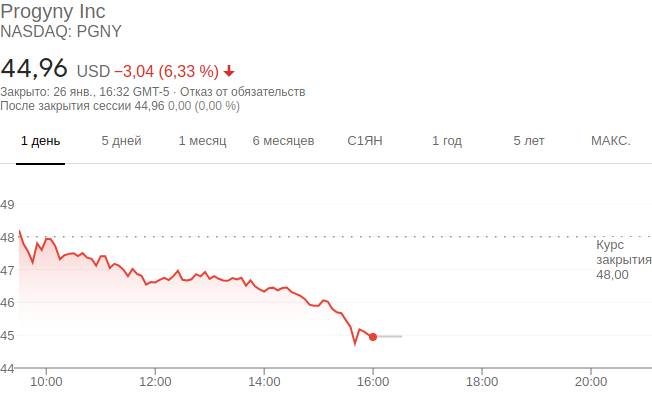 Progyny Inc
NASDAQ: PGNY
44,96 USD −3,04 (6,33 %)
Закрыто: 26 янв., 16:32 GMT-5 · Отказ от обязательств
После закрытия сессии 44,96 0,00 (0,00 %)
1 день 5 дней 1 месяц 6 месяцев С1ЯН 1 год 5 лет МАКС.
49
48
Курс
закрытия
48,00
47
46
45
44
10:00 12:00 14:00 16:00 18:00 20:00